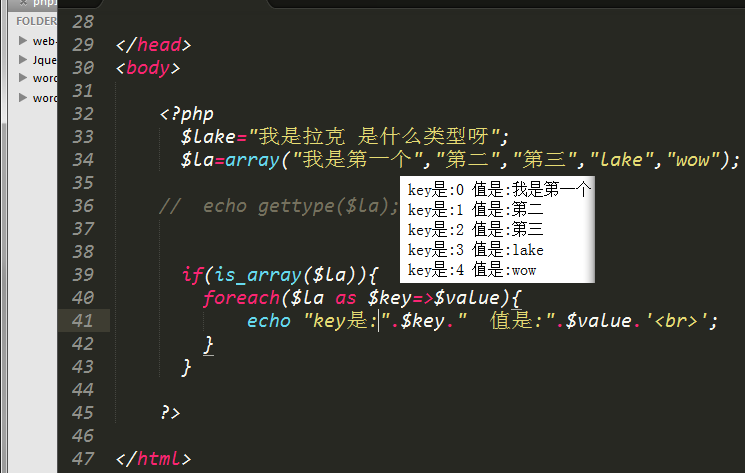 php
FOLDER
web-
Jque
word
word
28
29 </head>
30 <body>
31
32 <?php
33 $lake="我是拉克 是什么类型呀";
34 $la=array("我是第一个","第二","第三","lake","wow");
35
36 // echo gettype($la);
37
38
39 if(is_array($la)){
40 foreach($la as $key=>$value){
41 echo "key是:".$key." 值是:".$value.'<br>';
42 }
43 }
44
45 ?>
46
47 </html>
key是:0 值是:我是第一个
key是:1 值是:第二
key是:2 值是:第三
key是:3 值是:lake
key是:4 值是:wow